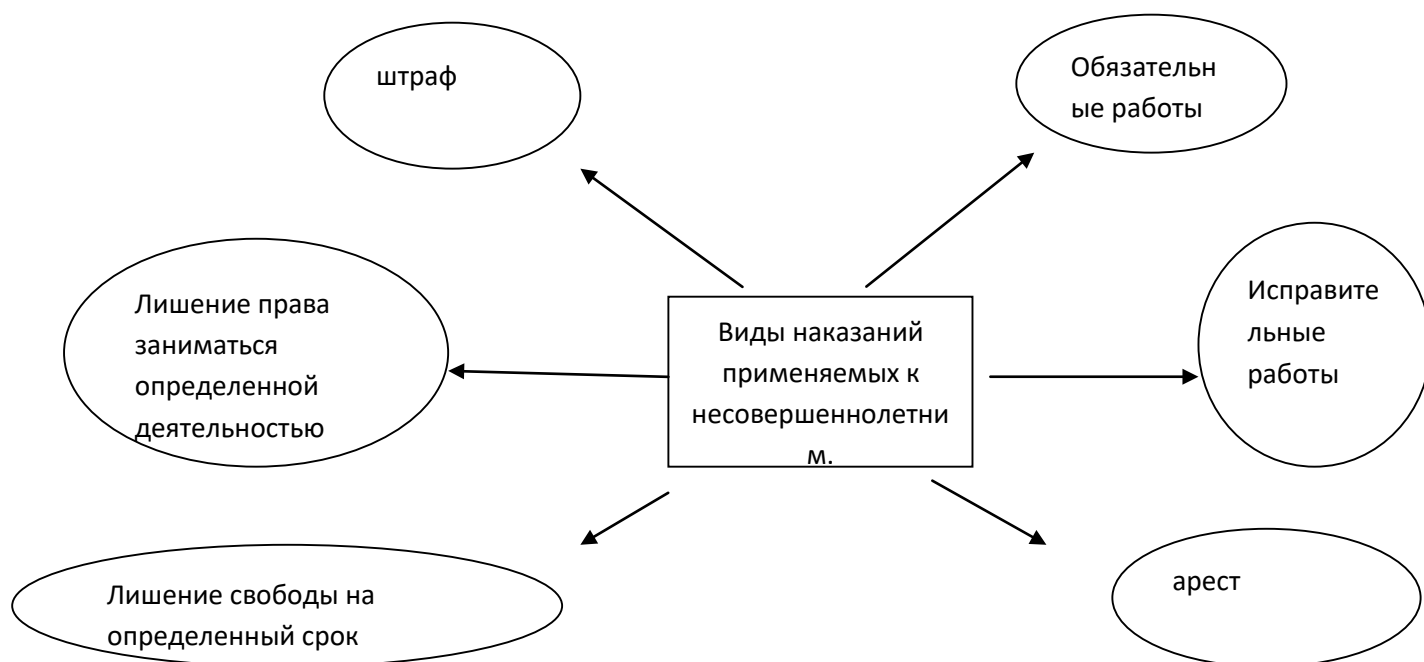 штраф
Обязательн
ые работы
Лишение права
заниматься
определенной
деятельностью
Виды наказаний
применяемых к
несовершеннолетни
м.
Исправите
льные
работы
Лишение свободы на
определенный срок
арест